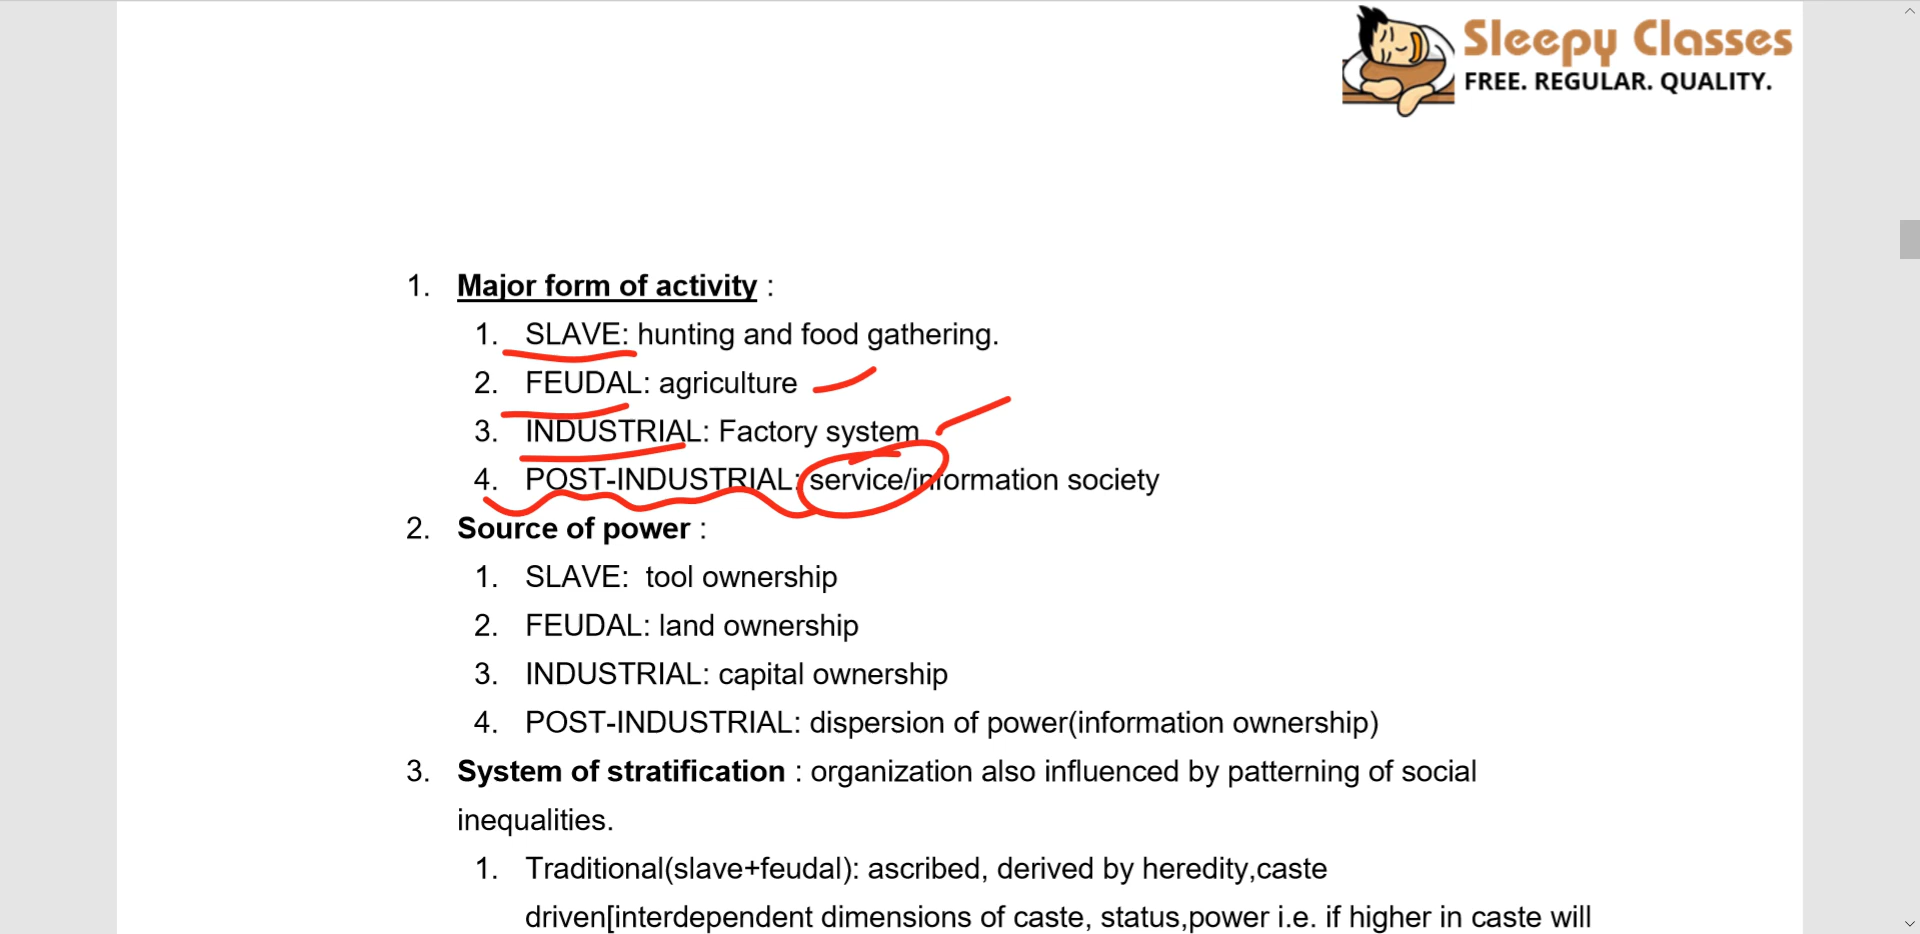 Sleepy Classes
FREE. REGULAR. QUALITY.
1. Major form of activity :
1. SLAVE: hunting and food gathering.
2. FEUDAL: agriculture
3. INDUSTRIAL: Factory system
4. POST-INDUSTRIAL: service/information society
2. Source of power :
1. SLAVE: tool ownership
2. FEUDAL: land ownership
3. INDUSTRIAL: capital ownership
4. POST-INDUSTRIAL: dispersion of power(information ownership)
3. System of stratification : organization also influenced by patterning of social
inequalities.
1. Traditional(slave+feudal): ascribed, derived by heredity,caste
driven[interdependent dimensions of caste, status,power i.e. if higher in caste will